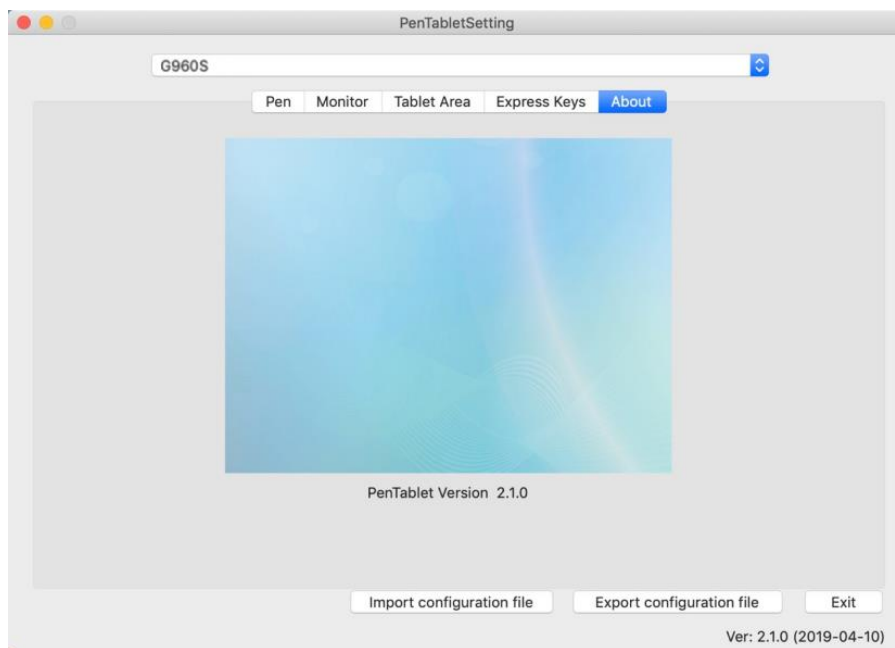 PenTabletSetting
G960S
Pen Monitor Tablet Area Express Keys About
PenTablet Version 2.1.0
Import configuration file Export configuration file Exit
Ver: 2.1.0 (2019-04-10)